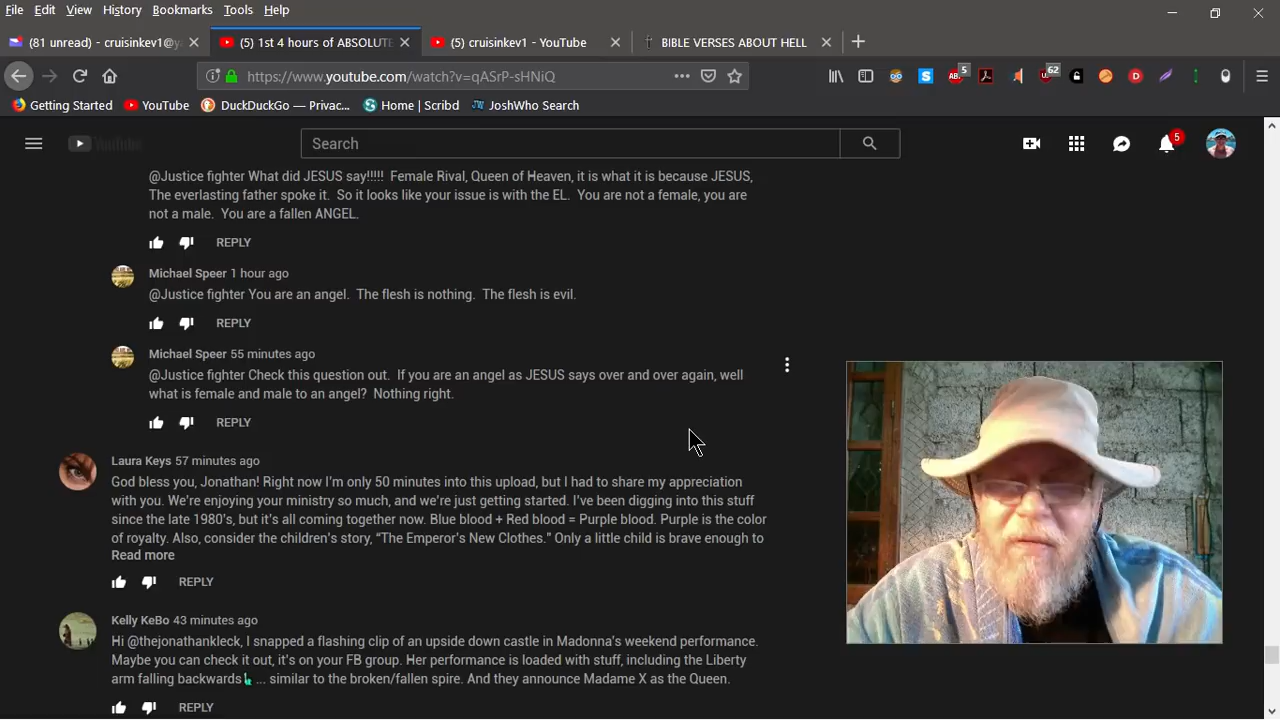 File Edit View History Bookmarks Tools Help
(81 unread) - cruisinkev1@y
(5) 1st 4 hours of ABSOLUTE
(5) cruisinkev1 - YouTube
BIBLE VERSES ABOUT HELL
https://www.youtube.com/watch?v=qASrP-sHNiQ
5
62
Getting Started YouTube DuckDuckGo — Privac... Home | Scribd JoshWho Search
YouTube
Search
5
@Justice fighter What did JESUS say!!!!! Female Rival, Queen of Heaven, it is what it is because JESUS,
The everlasting father spoke it. So it looks like your issue is with the EL. You are not a female, you are
not a male. You are a fallen ANGEL.
REPLY
Michael Speer 1 hour ago
@Justice fighter You are an angel. The flesh is nothing. The flesh is evil.
REPLY
Michael Speer 55 minutes ago
@Justice fighter Check this question out. If you are an angel as JESUS says over and over again, well
what is female and male to an angel? Nothing right.
REPLY
Laura Keys 57 minutes ago
God bless you, Jonathan! Right now I'm only 50 minutes into this upload, but I had to share my appreciation
with you. We're enjoying your ministry so much, and we're just getting started. I've been digging into this stuff
since the late 1980's, but it's all coming together now. Blue blood + Red blood = Purple blood. Purple is the color
of royalty. Also, consider the children's story, “The Emperor's New Clothes.” Only a little child is brave enough to
Read more
REPLY
Kelly KeBo 43 minutes ago
Hi @thejonathankleck, I snapped a flashing clip of an upside down castle in Madonna's weekend performance.
Maybe you can check it out, it's on your FB group. Her performance is loaded with stuff, including the Liberty
arm falling backwards ... similar to the broken/fallen spire. And they announce Madame X as the Queen.
REPLY